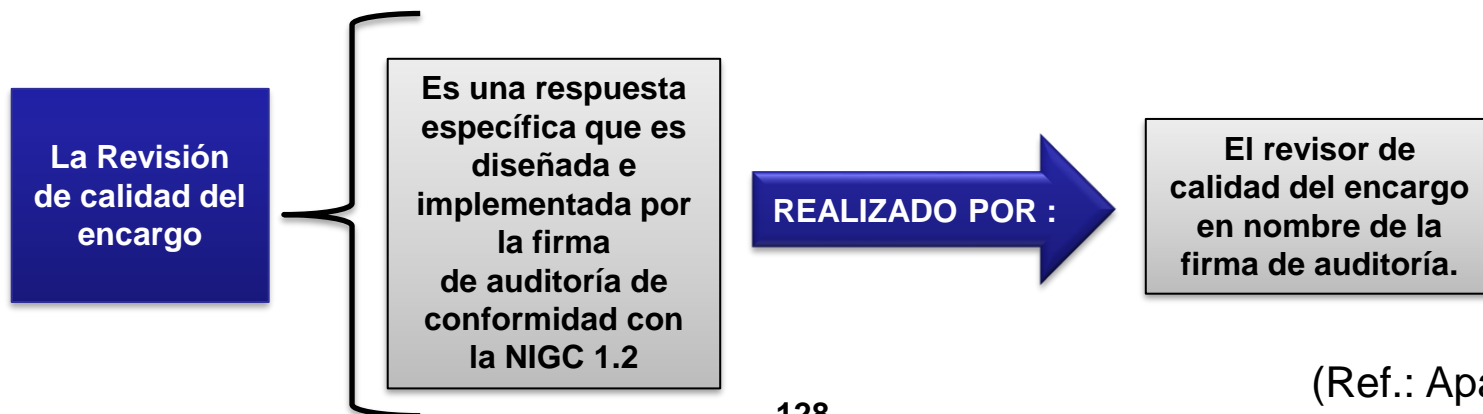 La Revisión
de calidad del
encargo
Es una respuesta
específica que es
diseñada e
implementada por
la firma
de auditoría de
conformidad con
la NIGC 1.2
REALIZADO POR :
El revisor de
calidad del encargo
en nombre de la
firma de auditoría.
(Ref.:
128